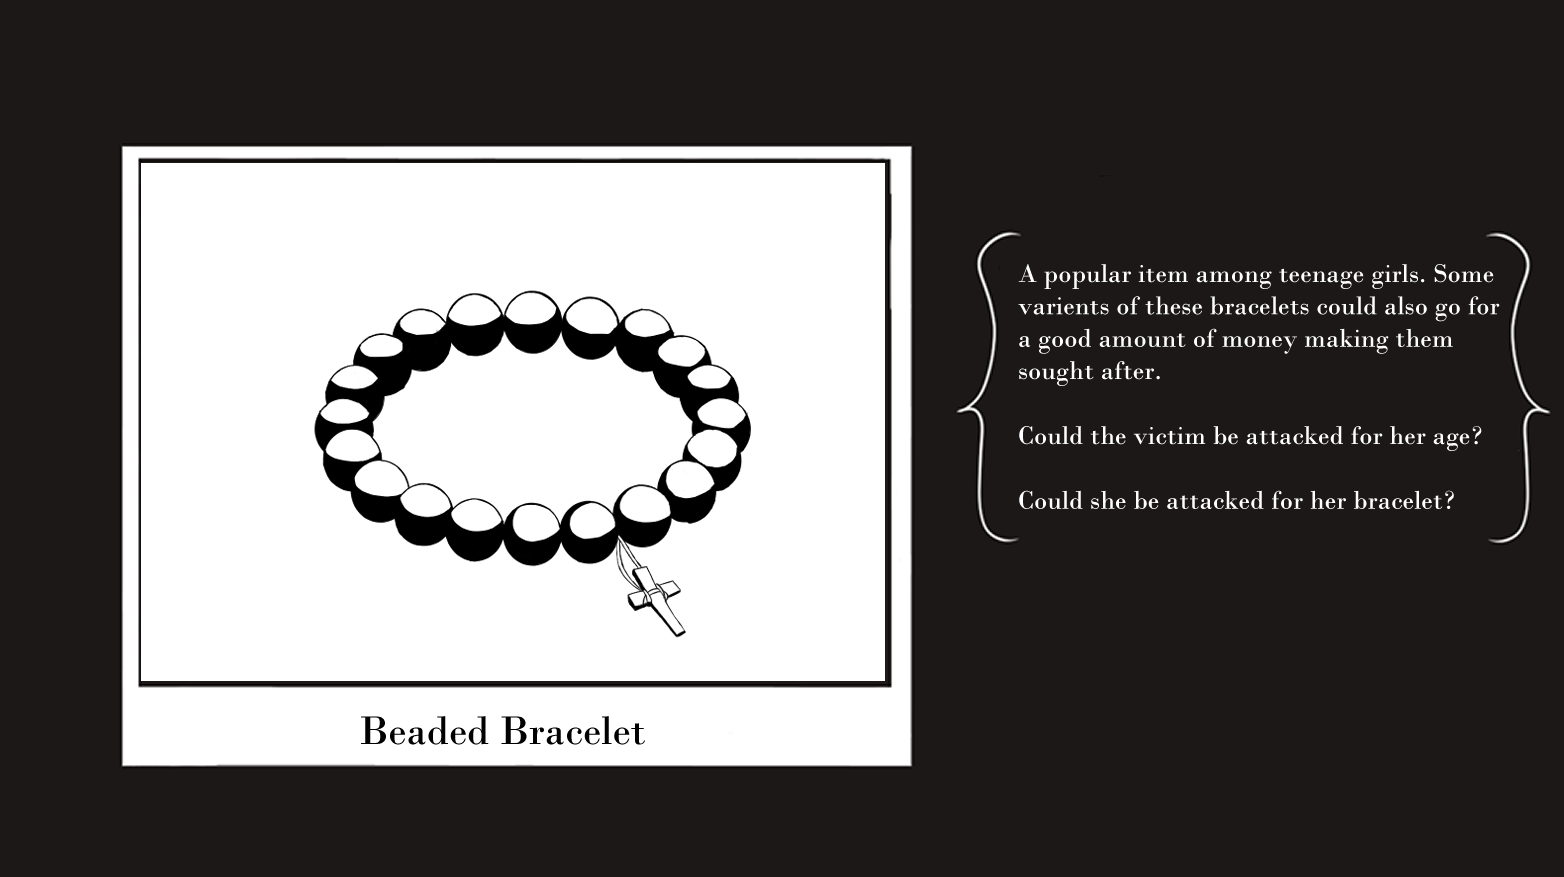 A popular item among teenage girls. Some
varients of these bracelets could also go for
a good amount of money making them
sought after.
Could the victim be attacked for her age?
Could she be attacked for her bracelet?
Beaded Bracelet